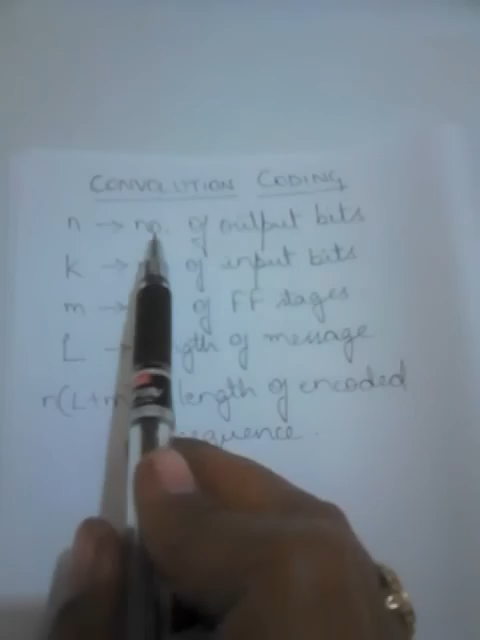 CONVOLUTION CODING
n → no. of output bits
k → of input bits
m → of FF stages
L → of message
n(L+m length of encoded
sequence.